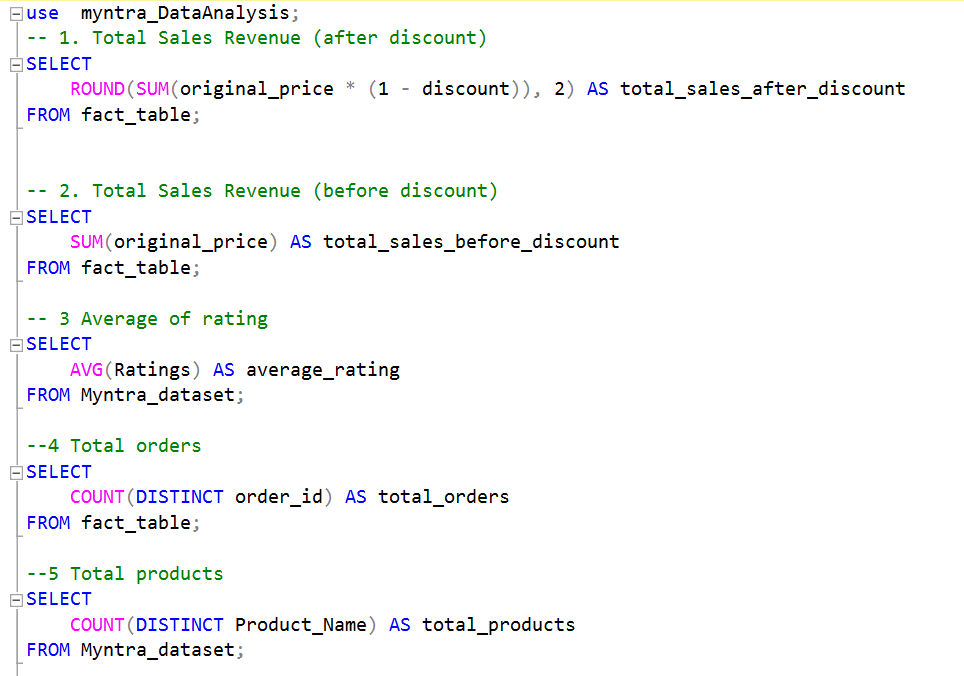 use  myntra_DataAnalysis;
-- 1. Total Sales Revenue (after discount)
SELECT
    ROUND(SUM(original_price * (1 - discount)), 2) AS total_sales_after_discount
FROM fact_table;
-- 2. Total Sales Revenue (before discount)
SELECT
    SUM(original_price) AS total_sales_before_discount
FROM fact_table;
-- 3 Average of rating
SELECT
    AVG(Ratings) AS average_rating
FROM Myntra_dataset;
--4 Total orders
SELECT
    COUNT(DISTINCT order_id) AS total_orders
FROM fact_table;
--5 Total products
SELECT
    COUNT(DISTINCT Product_Name) AS total_products
FROM Myntra_dataset;